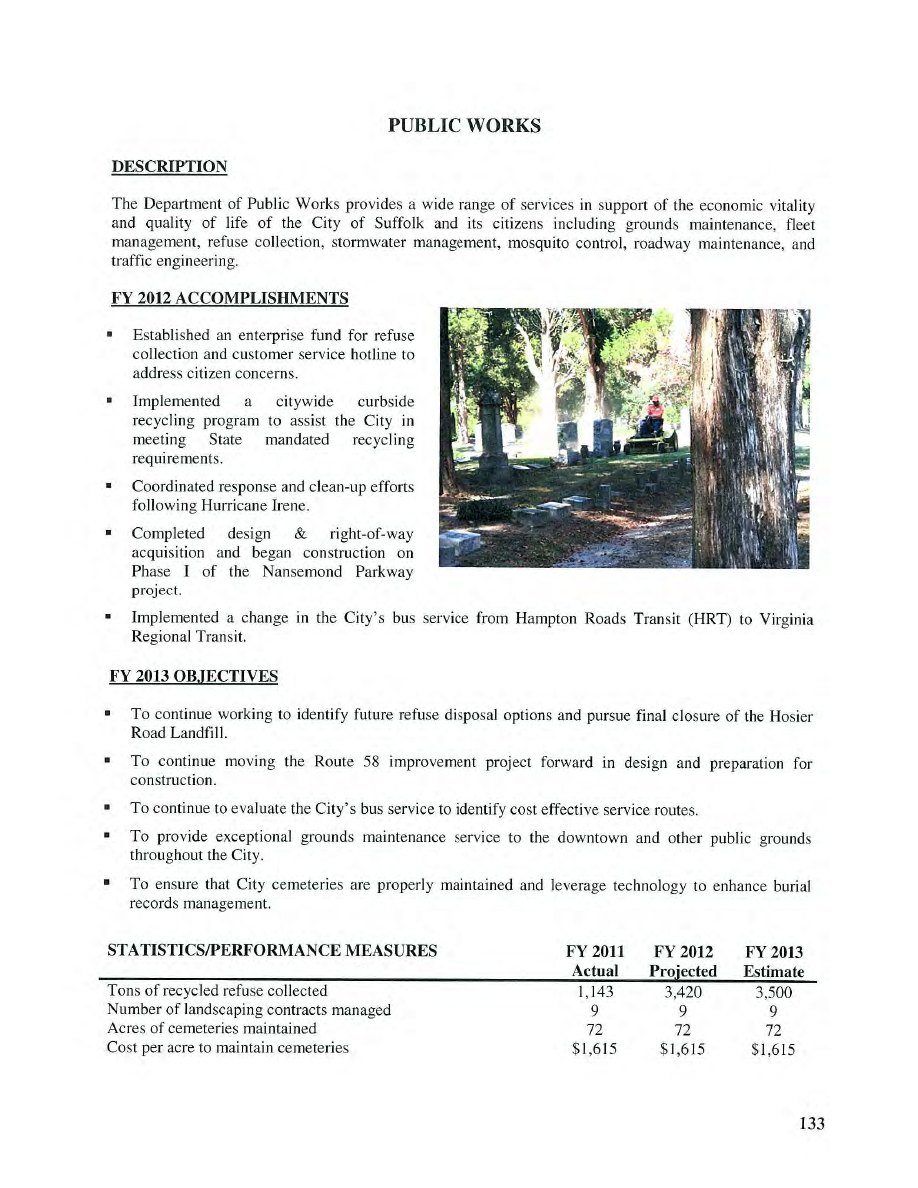 PUBLIC WORKS
DESCRIPTION
The Department of Public Works provides a wide range of services in support of the economic vitality
and quality of life of the City of Suffolk and its citizens including grounds maintenance, fleet
management, refuse collection, stormwater management, mosquito control, roadway maintenance, and
traffic engineering.
FY 2012 ACCOMPLISHMENTS
▪ Established an enterprise fund for refuse
collection and customer service hotline to
address citizen concerns.
▪ Implemented a citywide curbside
recycling program to assist the City in
meeting State mandated recycling
requirements.
▪ Coordinated response and clean-up efforts
following Hurricane Irene.
▪ Completed design & right-of-way
acquisition and began construction on
Phase I of the Nansemond Parkway
project.
▪ Implemented a change in the City's bus service from Hampton Roads Transit (HRT) to Virginia
Regional Transit.
FY 2013 OBJECTIVES
▪ To continue working to identify future refuse disposal options and pursue final closure of the Hosier
Road Landfill.
▪ To continue moving the Route 58 improvement project forward in design and preparation for
construction.
▪ To continue to evaluate the City's bus service to identify cost effective service routes.
▪ To provide exceptional grounds maintenance service to the downtown and other public grounds
throughout the City.
▪ To ensure that City cemeteries are properly maintained and leverage technology to enhance burial
records management.
STATISTICS/PERFORMANCE MEASURES FY 2011 FY 2012 FY 2013
Actual Projected Estimate
Tons of recycled refuse collected 1,143 3,420 3,500
Number of landscaping contracts managed 9 9 9
Acres of cemeteries maintained 72 72 72
Cost per acre to maintain cemeteries $1,615 $1,615 $1,615
133